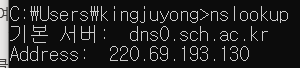 C:\Users\kingjuyong>nslookup
기본 서버:  dns0.sch.ac.kr
Address:  220.69.193.130